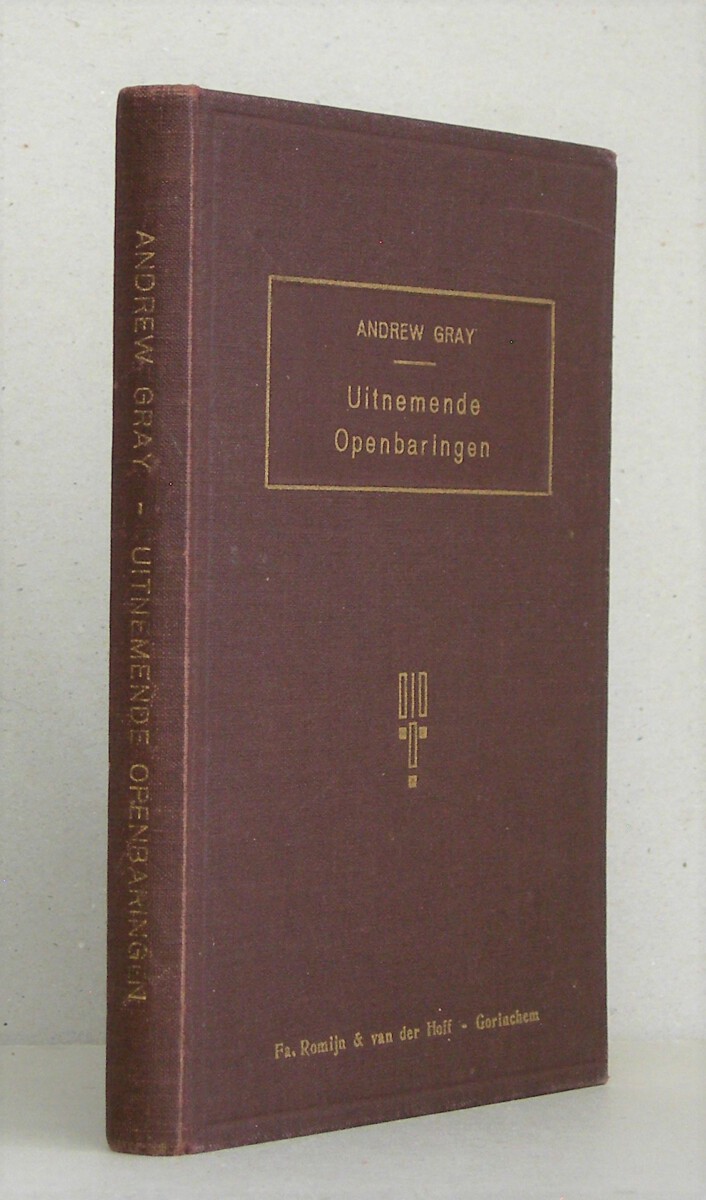 ANDREW GRAY - UITNEMENDE OPENBARINGEN
ANDREW GRAY
Uitnemende
Openbaringen
Fa. Romijn & van der Hoff - Gorinchem